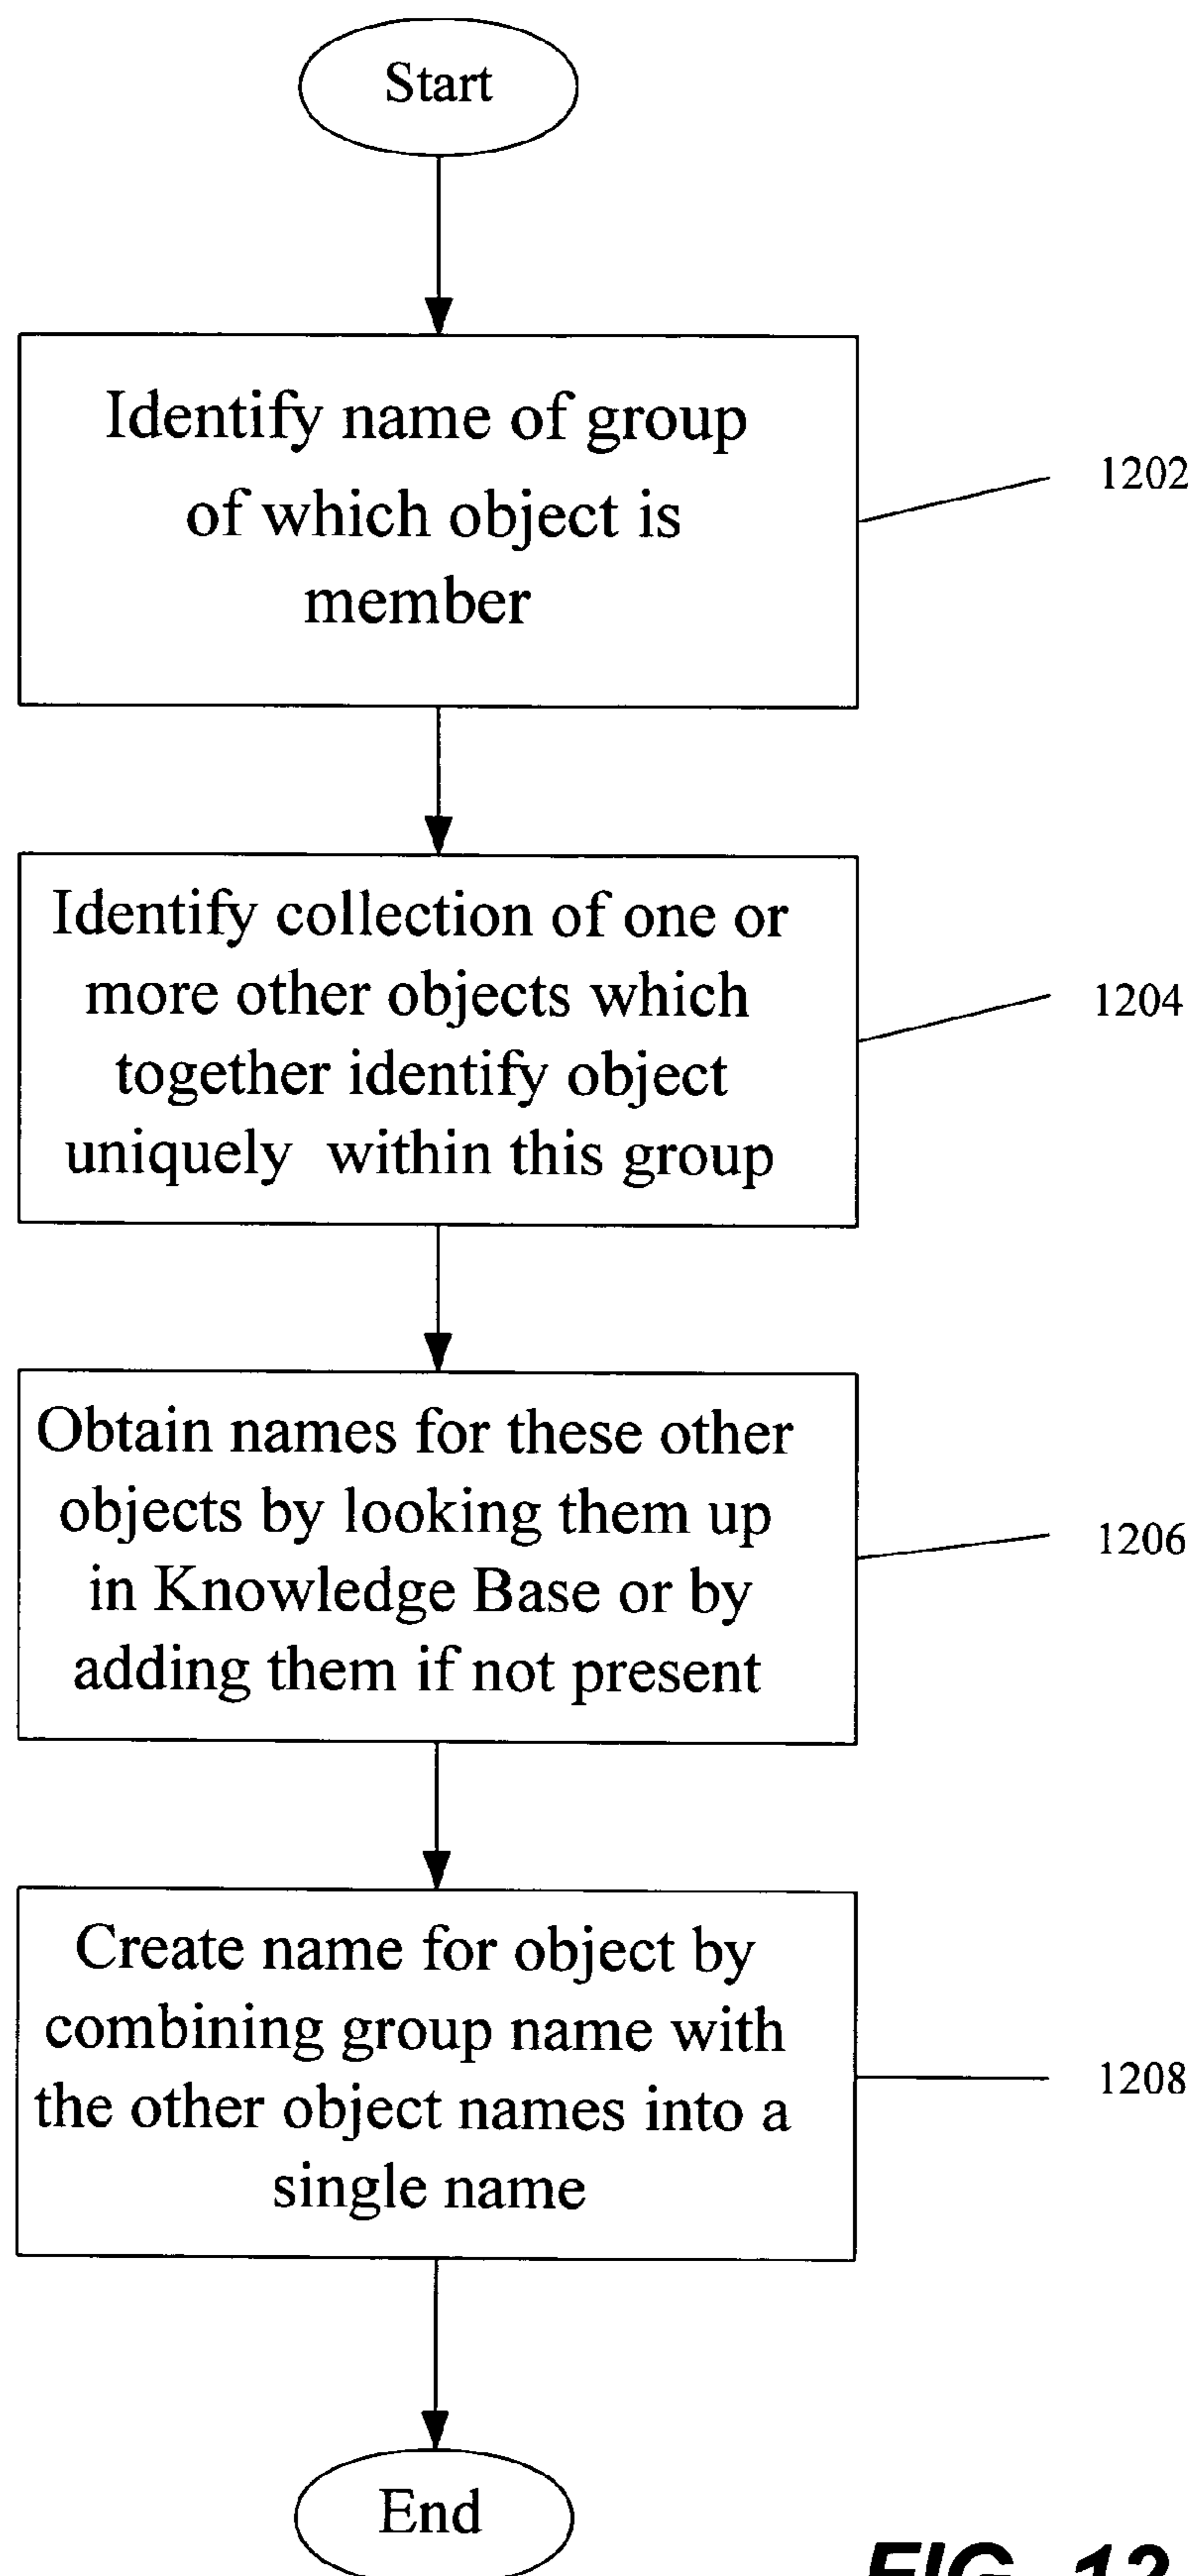 Start
Identify name of group
of which object is
member
1202
Identify collection of one or
more other objects which
together identify object
uniquely within this group
1204
Obtain names for these other
objects by looking them up
in Knowledge Base or by
adding them if not present
1206
Create name for object by
combining group name with
the other object names into a
single name
1208
End
FIG. 12